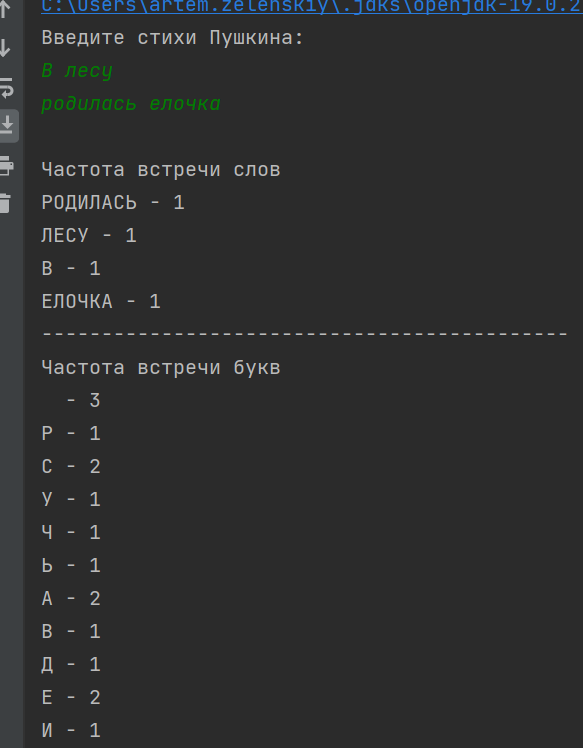 C:\Users\artem.zelenskiy\.jdks\openjdk-19.0.2
Введите стихи Пушкина:
В лесу
родилась елочка
Частота встречи слов
РОДИЛАСЬ - 1
ЛЕСУ - 1
В - 1
ЕЛОЧКА - 1
--------------------------------------------
Частота встречи букв
  - 3
Р - 1
С - 2
У - 1
Ч - 1
Ь - 1
А - 2
В - 1
Д - 1
Е - 2
И - 1